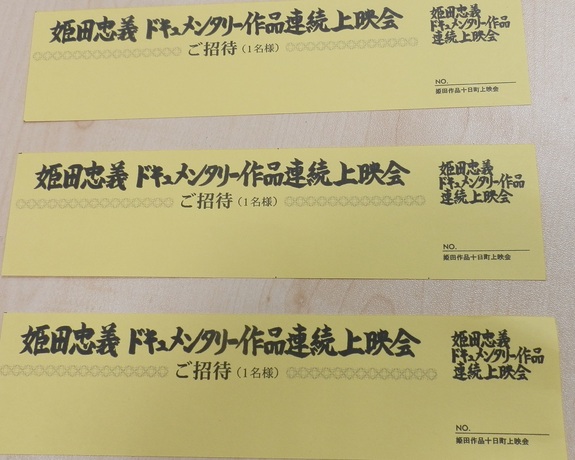 姫田忠義 ドキュメンタリー作品連続上映会
ご招待（1名様）
姫田忠義
ドキュメンタリー作品
連続上映会
NO.
姫田作品十日町上映会
姫田忠義 ドキュメンタリー作品連続上映会
ご招待（1名様）
姫田忠義
ドキュメンタリー作品
連続上映会
NO.
姫田作品十日町上映会
姫田忠義 ドキュメンタリー作品連続上映会
ご招待（1名様）
姫田忠義
ドキュメンタリー作品
連続上映会
NO.
姫田作品十日町上映会